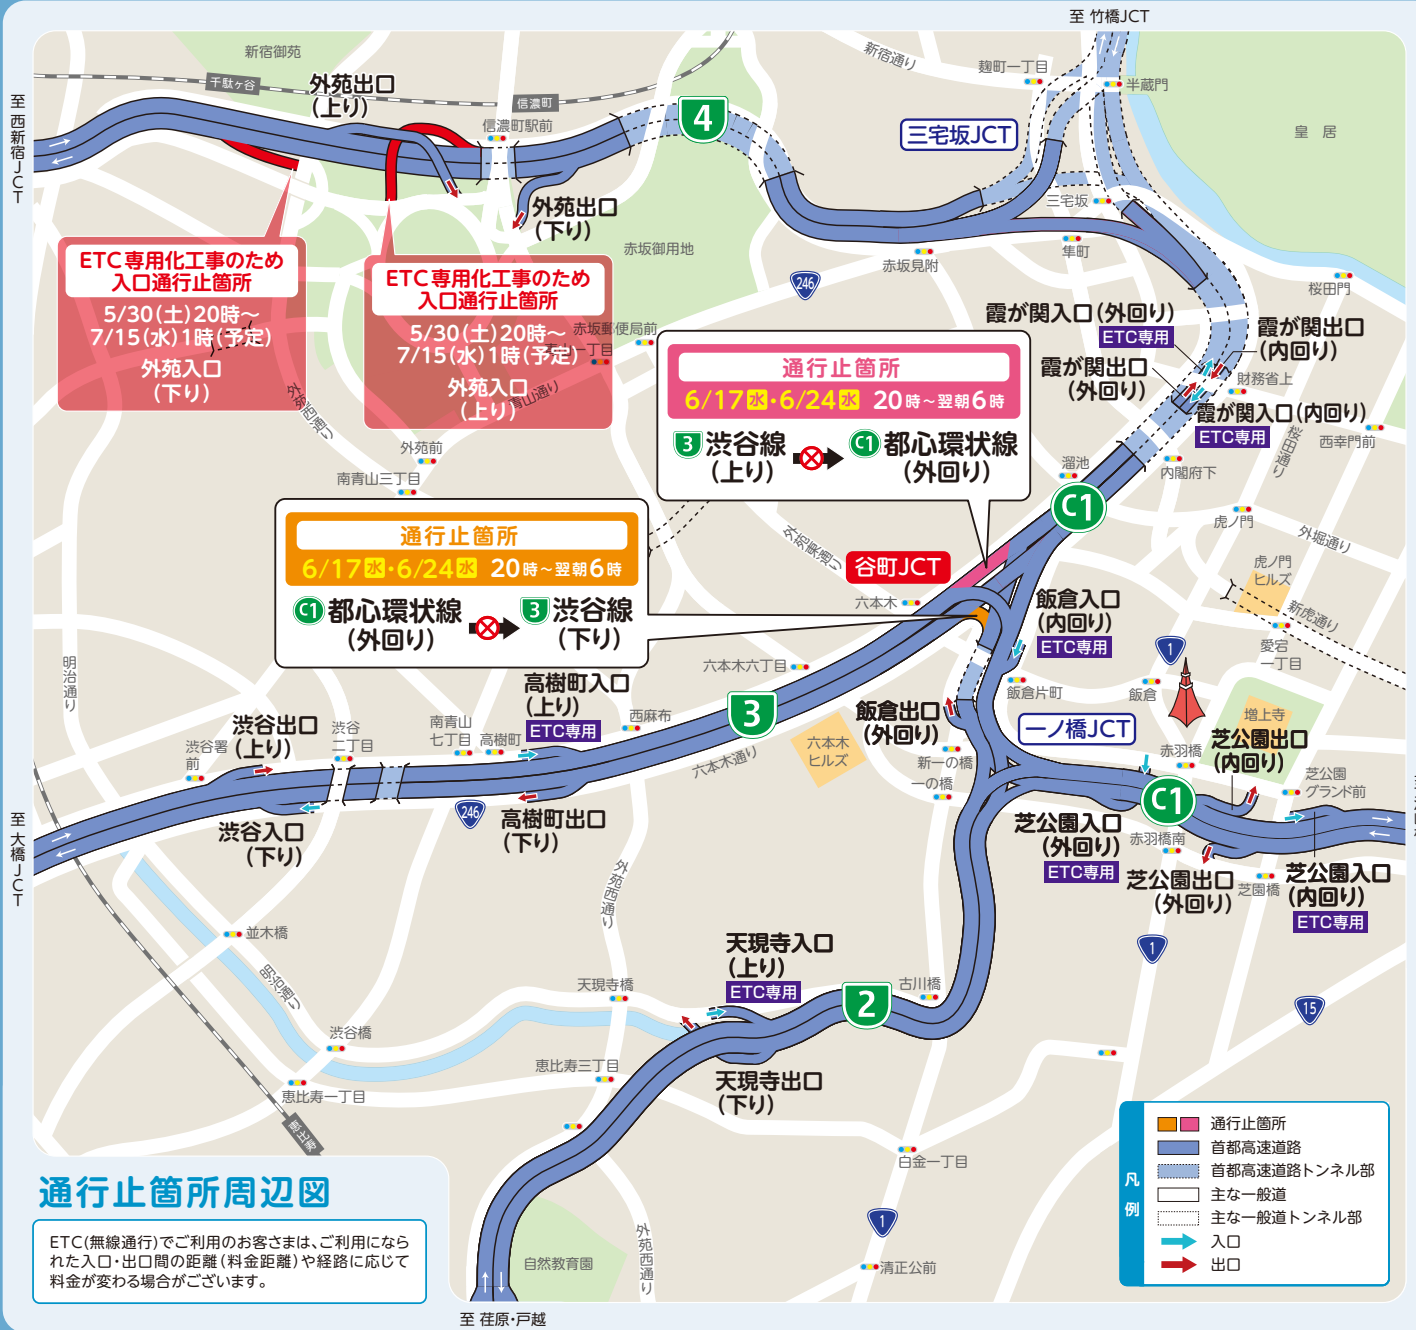 至 竹橋JCT
新宿御苑
新宿通り
麹町一丁目
半蔵門
千駄ヶ谷
外苑出口
(上り)
信濃町
信濃町駅前
4
三宅坂JCT
皇居
至 西新宿JCT
三宅坂
外苑出口
(下り)
赤坂御用地
赤坂見附
隼町
桜田門
246
ETC専用化工事のため
入口通行止箇所
5/30(土)20時～
7/15(水)1時(予定)
外苑入口
(下り)
ETC専用化工事のため
入口通行止箇所
5/30(土)20時～
7/15(水)1時(予定)
外苑入口
(上り)
赤坂郵便局前
青山一丁目
青山通り
外苑西通り
外苑前
南青山三丁目
霞が関入口(外回り)
ETC専用
霞が関出口
(内回り)
霞が関出口
(外回り)
財務省上
霞が関入口(内回り)
ETC専用
桜田通り
西幸門前
通行止箇所
6/17水・6/24水 20時～翌朝6時
3 渋谷線
(上り)
C1 都心環状線
(外回り)
溜池
内閣府下
C1
虎ノ門
外堀通り
虎ノ門
ヒルズ
新虎通り
愛宕
一丁目
通行止箇所
6/17水・6/24水 20時～翌朝6時
C1 都心環状線
(外回り)
3 渋谷線
(下り)
外苑東通り
谷町JCT
六本木
飯倉入口
(内回り)
ETC専用
1
飯倉片町
飯倉
明治通り
六本木六丁目
高樹町入口
(上り)
ETC専用
西麻布
3
六本木通り
六本木
ヒルズ
飯倉出口
(外回り)
一ノ橋JCT
新一の橋
一の橋
増上寺
赤羽橋
芝公園出口
(内回り)
芝公園
グランド前
渋谷出口
(上り)
渋谷署
前
渋谷
二丁目
南青山
七丁目
高樹町
246
高樹町出口
(下り)
渋谷入口
(下り)
至 大橋JCT
C1
芝公園入口
(外回り)
ETC専用
赤羽橋南
芝公園出口
(外回り)
芝園橋
芝公園入口
(内回り)
ETC専用
外苑西通り
並木橋
明治通り
1
天現寺入口
(上り)
ETC専用
天現寺橋
2
古川橋
15
渋谷橋
恵比寿三丁目
恵比寿一丁目
天現寺出口
(下り)
恵比寿
白金一丁目
1
清正公前
自然教育園
外苑西通り
至 荏原・戸越
通行止箇所周辺図
ETC(無線通行)でご利用のお客さまは、ご利用になら
れた入口・出口間の距離(料金距離)や経路に応じて
料金が変わる場合がございます。
凡例
通行止箇所
首都高速道路
首都高速道路トンネル部
主な一般道
主な一般道トンネル部
入口
出口